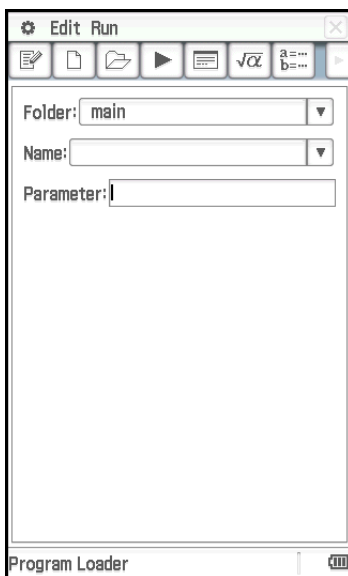 Edit Run
√α a=··· b=···
Folder: main
Name:
Parameter:
Program Loader